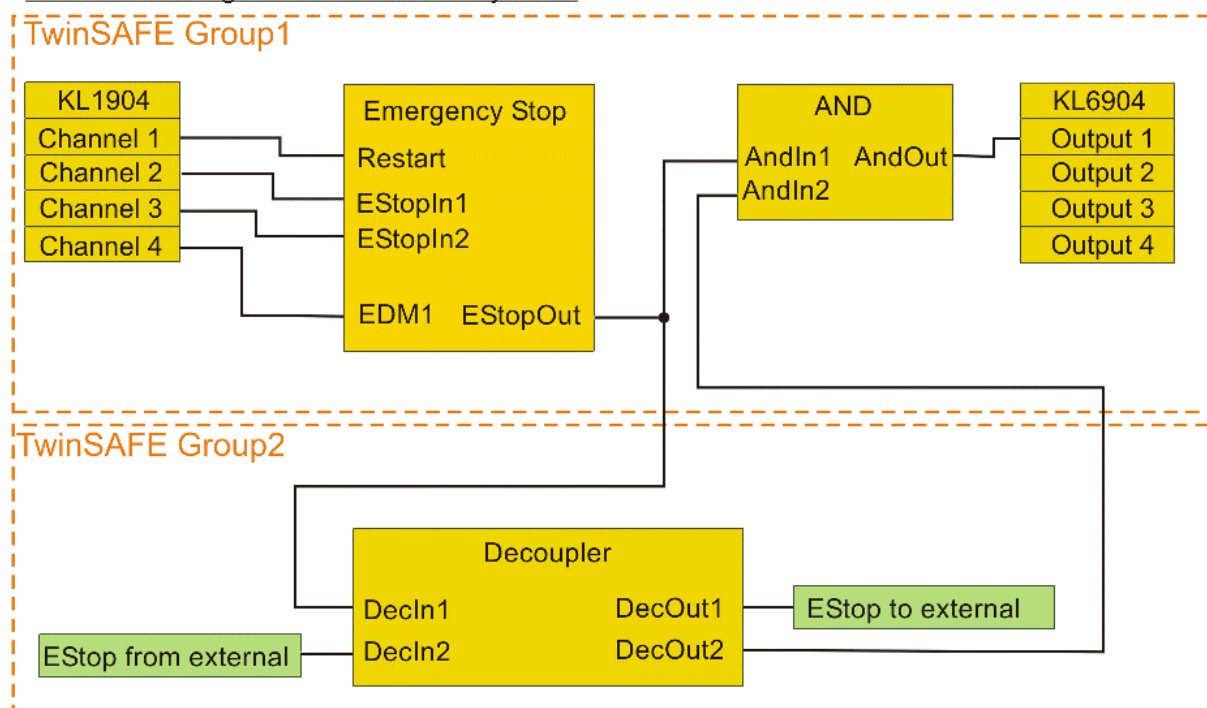 TwinSAFE Group1
KL1904
Channel 1
Channel 2
Channel 3
Channel 4
Emergency Stop
Restart
EStopIn1
EStopIn2
EDM1 EStopOut
AND
AndIn1 AndOut
AndIn2
KL6904
Output 1
Output 2
Output 3
Output 4
TwinSAFE Group2
Decoupler
DecIn1 DecOut1
DecIn2 DecOut2
EStop to external
EStop from external